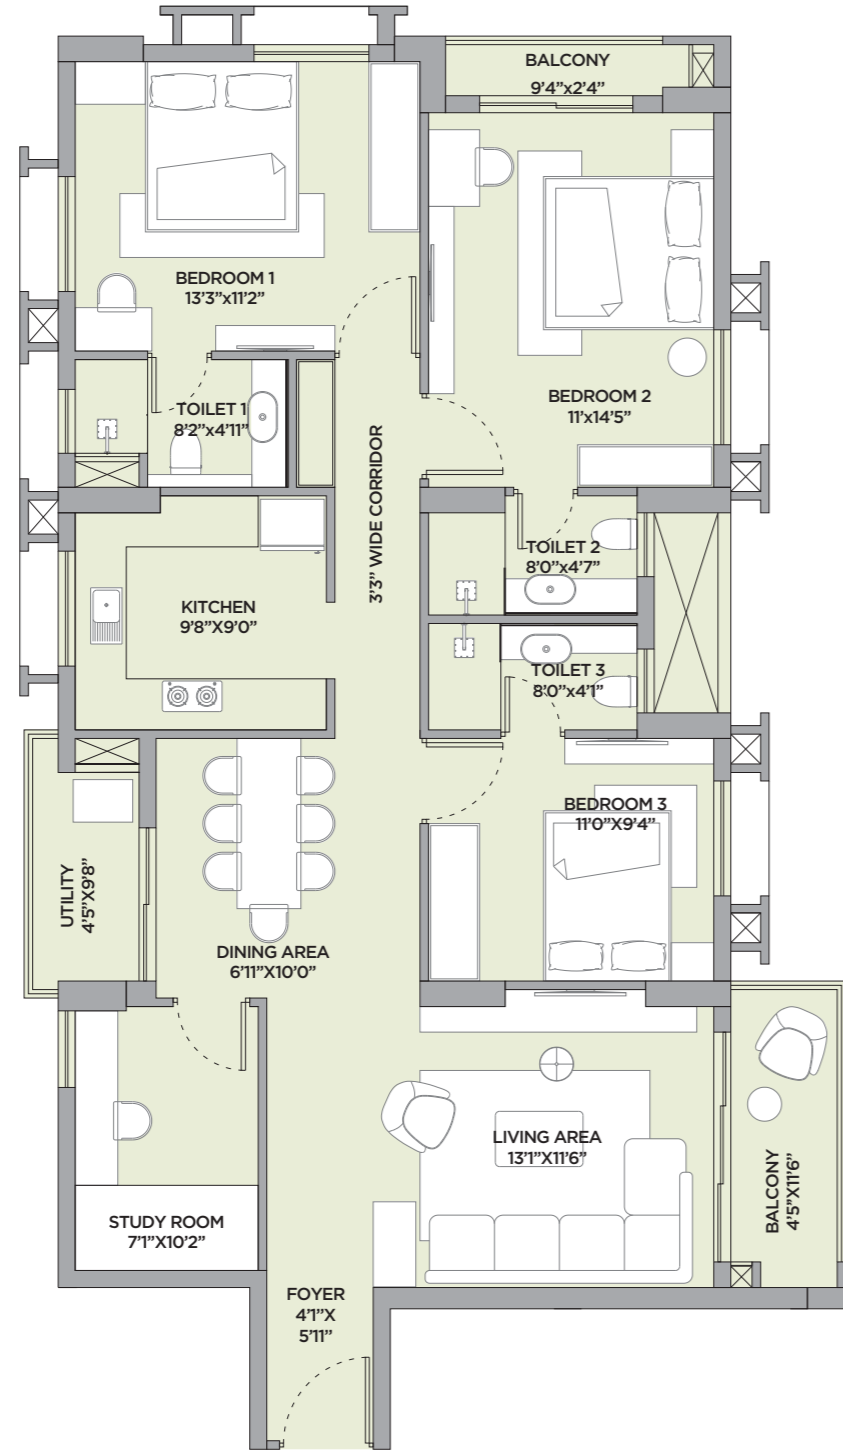 BALCONY
9'4"x2'4"
BEDROOM 1
13'3"x11'2"
BEDROOM 2
11'x14'5"
TOILET 1
8'2"x4'11"
3'3" WIDE CORRIDOR
TOILET 2
8'0"x4'7"
KITCHEN
9'8"X9'0"
TOILET 3
8'0"x4'1"
BEDROOM 3
11'0"X9'4"
UTILITY
4'5"X9'8"
DINING AREA
6'11"X10'0"
LIVING AREA
13'1"X11'6"
BALCONY
4'5"X11'6"
STUDY ROOM
7'1"X10'2"
FOYER
4'1"X
5'11"